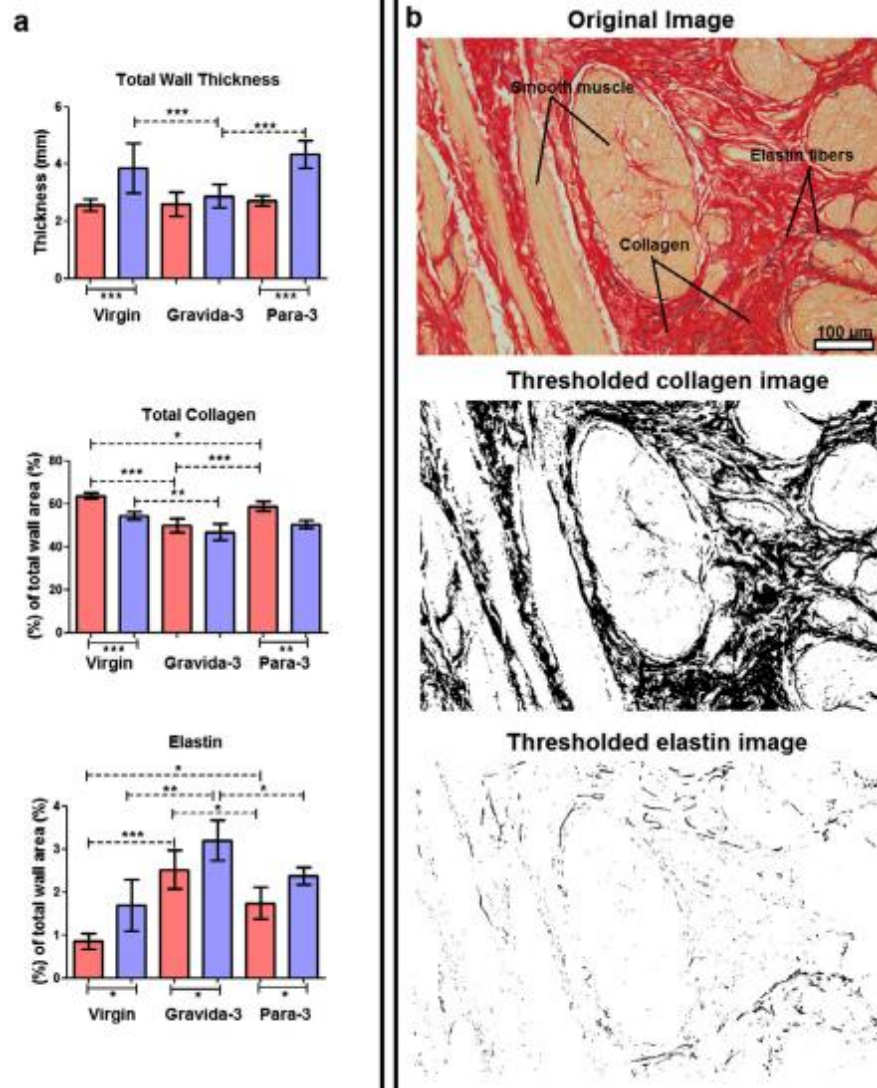 a
Total Wall Thickness
Thickness (mm)
6
4
2
0
***
***
***
***
Virgin Gravida-3 Para-3
Total Collagen
(%) of total wall area (%)
80
60
40
20
0
*
***
***
**
***
**
Virgin Gravida-3 Para-3
Elastin
(%) of total wall area (%)
4
3
2
1
0
*
**
*
*
***
*
*
*
Virgin Gravida-3 Para-3
b
Original Image
Smooth muscle
Elastin fibers
Collagen
100 µm
Thresholded collagen image
Thresholded elastin image